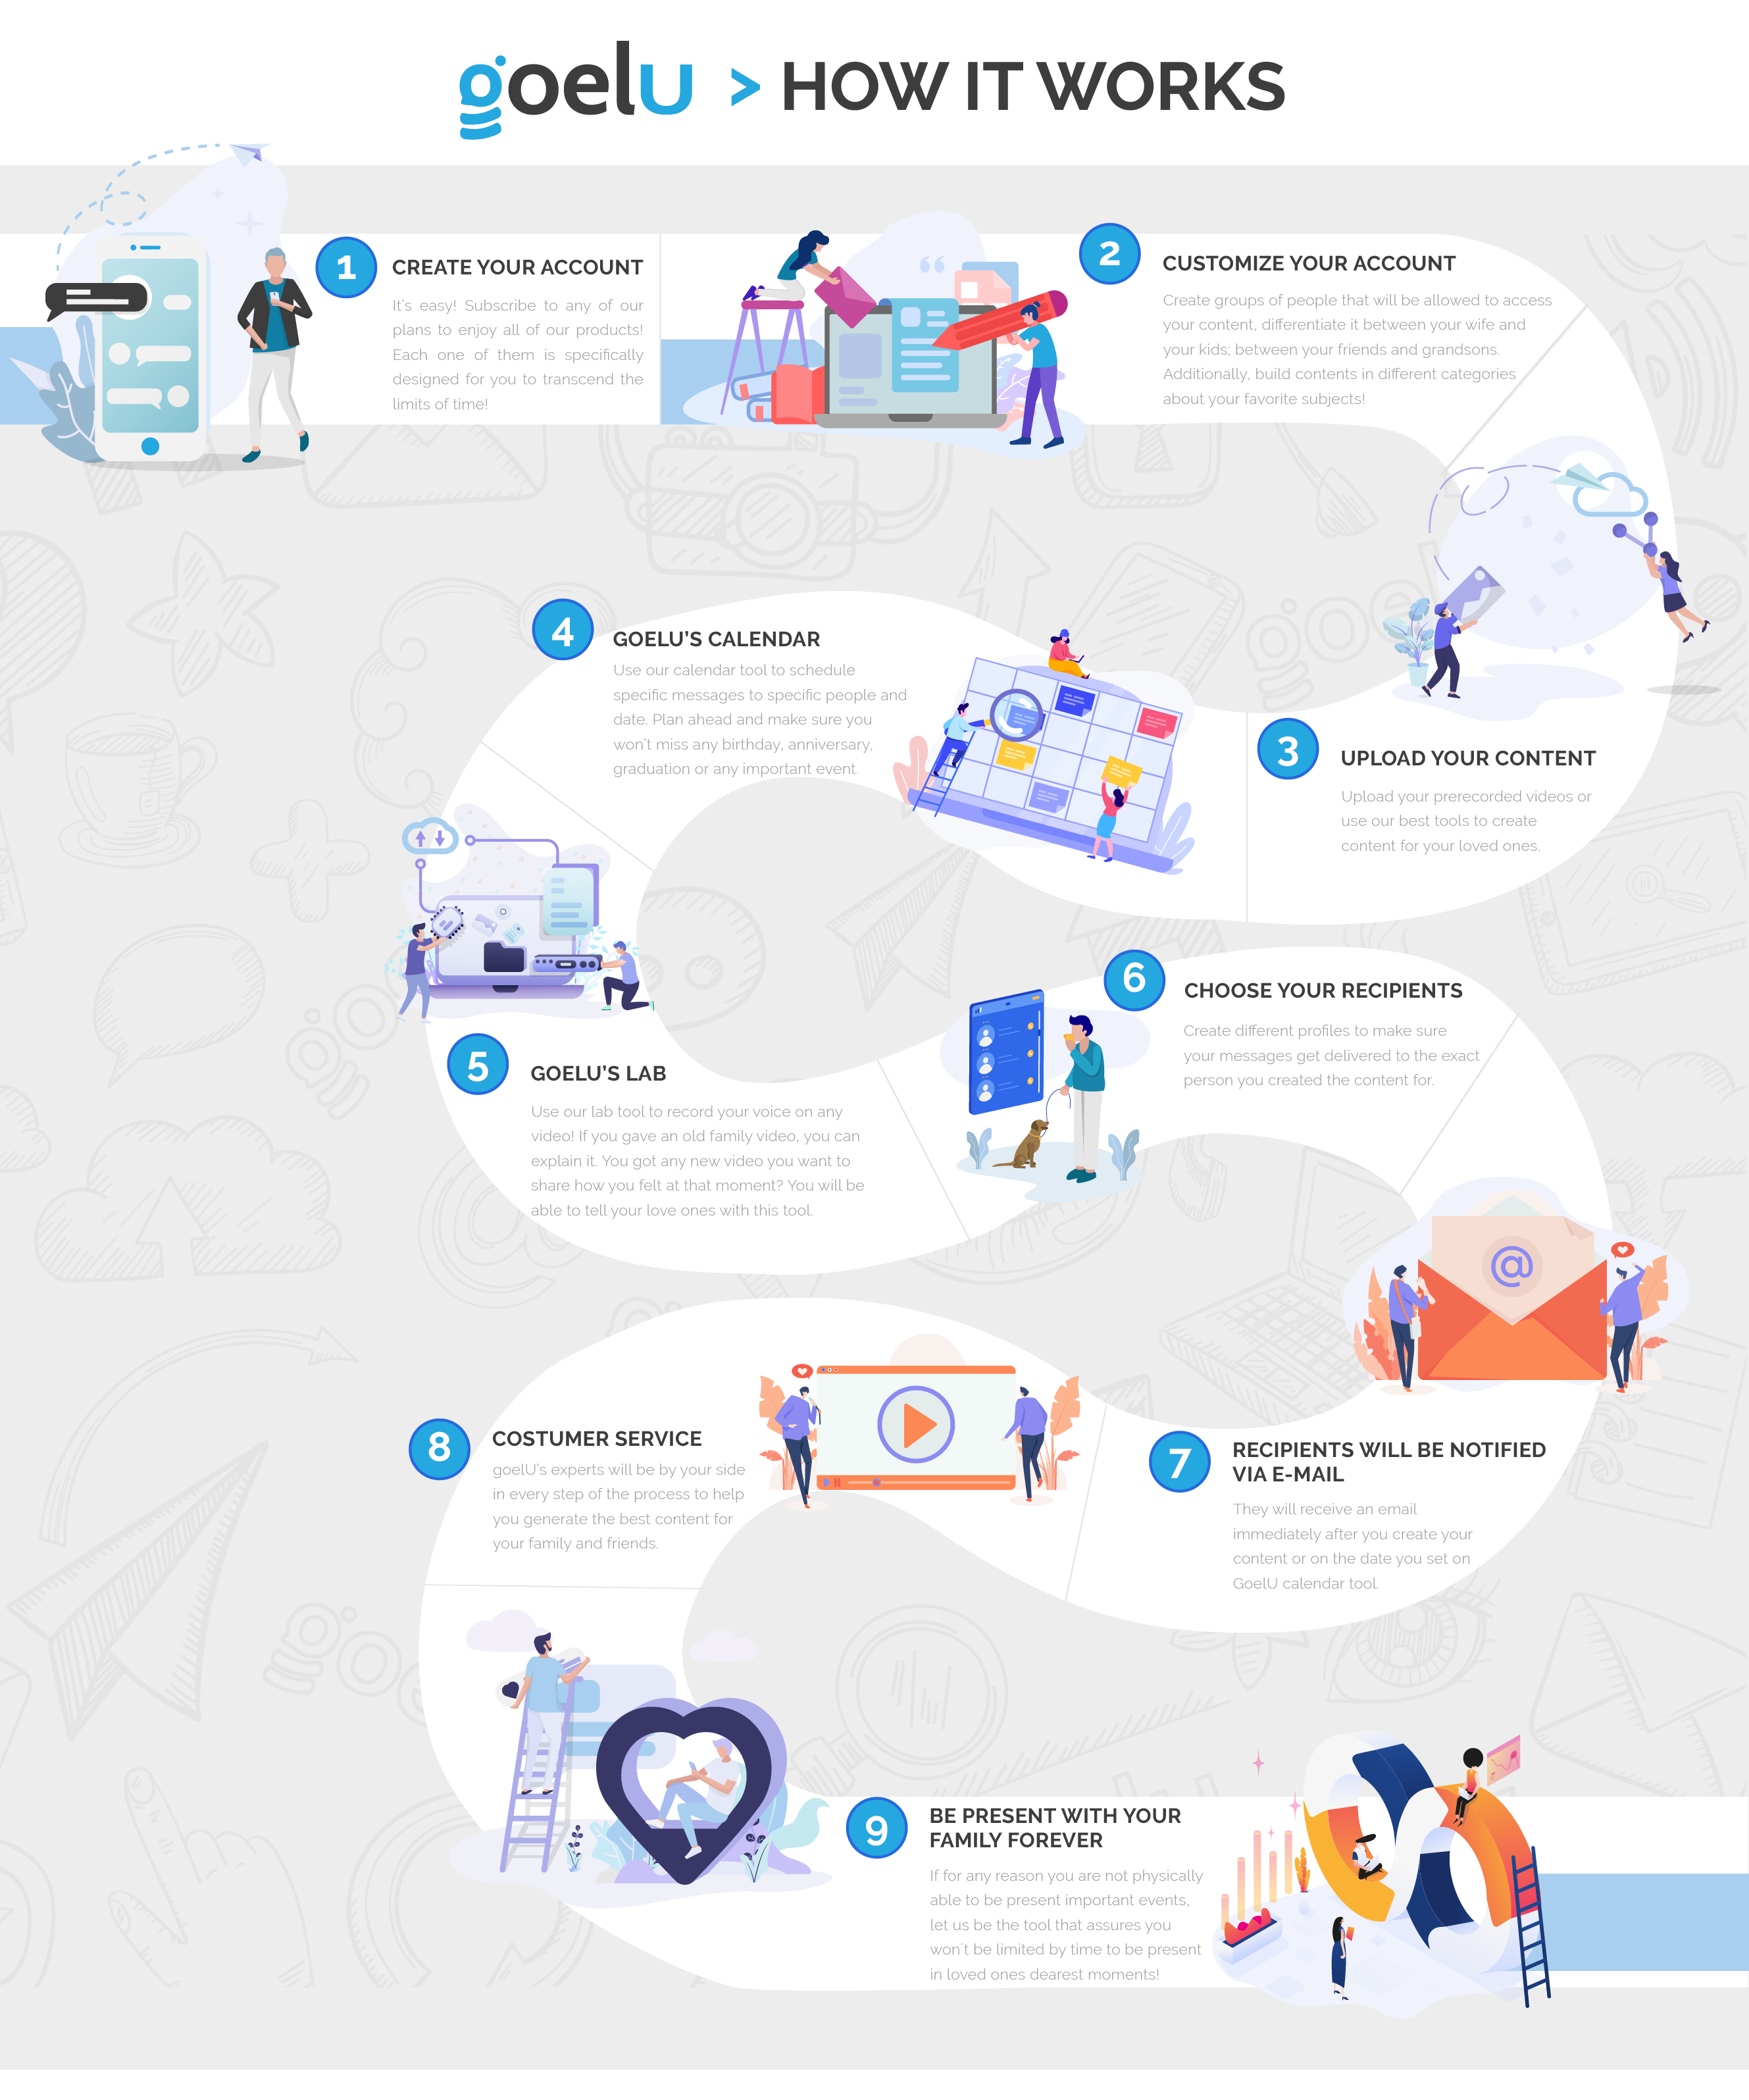 goelu > HOW IT WORKS
1
CREATE YOUR ACCOUNT
It's easy! Subscribe to any of our
plans to enjoy all of our products!
Each one of them is specifically
designed for you to transcend the
limits of time!
2
CUSTOMIZE YOUR ACCOUNT
Create groups of people that will be allowed to access
your content, differentiate it between your wife and
your kids; between your friends and grandsons.
Additionally, build contents in different categories
about your favorite subjects!
3
UPLOAD YOUR CONTENT
Upload your prerecorded videos or
use our best tools to create
content for your loved ones.
4
GOELU'S CALENDAR
Use our calendar tool to schedule
specific messages to specific people and
date. Plan ahead and make sure you
won't miss any birthday, anniversary,
graduation or any important event.
5
GOELU'S LAB
Use our lab tool to record your voice on any
video! If you gave an old family video, you can
explain it. You got any new video you want to
share how you felt at that moment? You will be
able to tell your love ones with this tool.
6
CHOOSE YOUR RECIPIENTS
Create different profiles to make sure
your messages get delivered to the exact
person you created the content for.
@
7
RECIPIENTS WILL BE NOTIFIED
VIA E-MAIL
They will receive an email
immediately after you create your
content or on the date you set on
GoelU calendar tool.
8
COSTUMER SERVICE
goelU's experts will be by your side
in every step of the process to help
you generate the best content for
your family and friends.
9
BE PRESENT WITH YOUR
FAMILY FOREVER
If for any reason you are not physically
able to be present important events,
let us be the tool that assures you
won´t be limited by time to be present
in loved ones dearest moments!